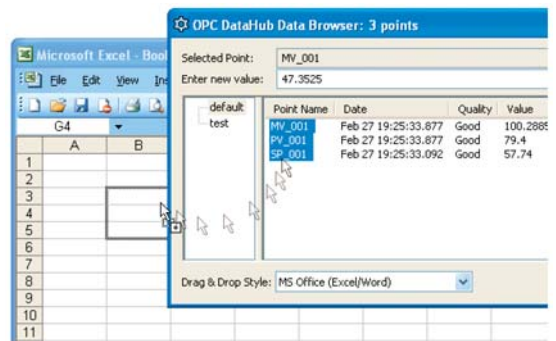 OPC DataHub Data Browser: 3 points
Microsoft Excel - Book
Selected Point: MV_001
Enter new value: 47.3525
File Edit View Ins
G4
A B
1
2
3
4
5
6
7
8
9
10
11
default
test
Point Name Date Quality Value
MV_001 Feb 27 19:25:33.877 Good 100.2885
PV_001 Feb 27 19:25:33.877 Good 79.4
SP_001 Feb 27 19:25:33.092 Good 57.74
Drag & Drop Style: MS Office (Excel/Word)